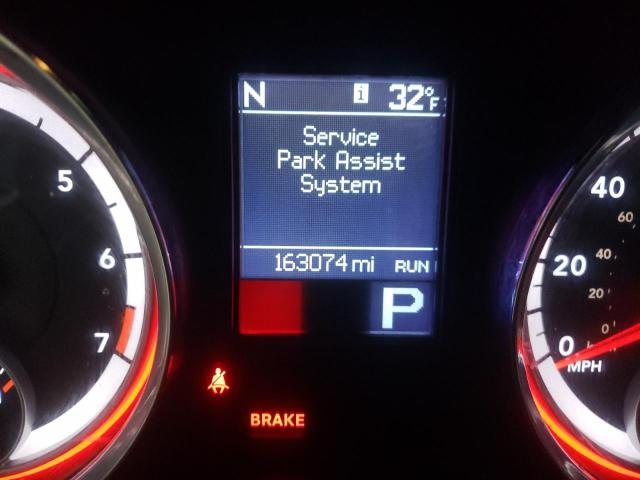 N i 32°F
Service
Park Assist
System
163074 mi RUN
P
BRAKE
5
6
7
40
60
20
40
20
0
0
MPH